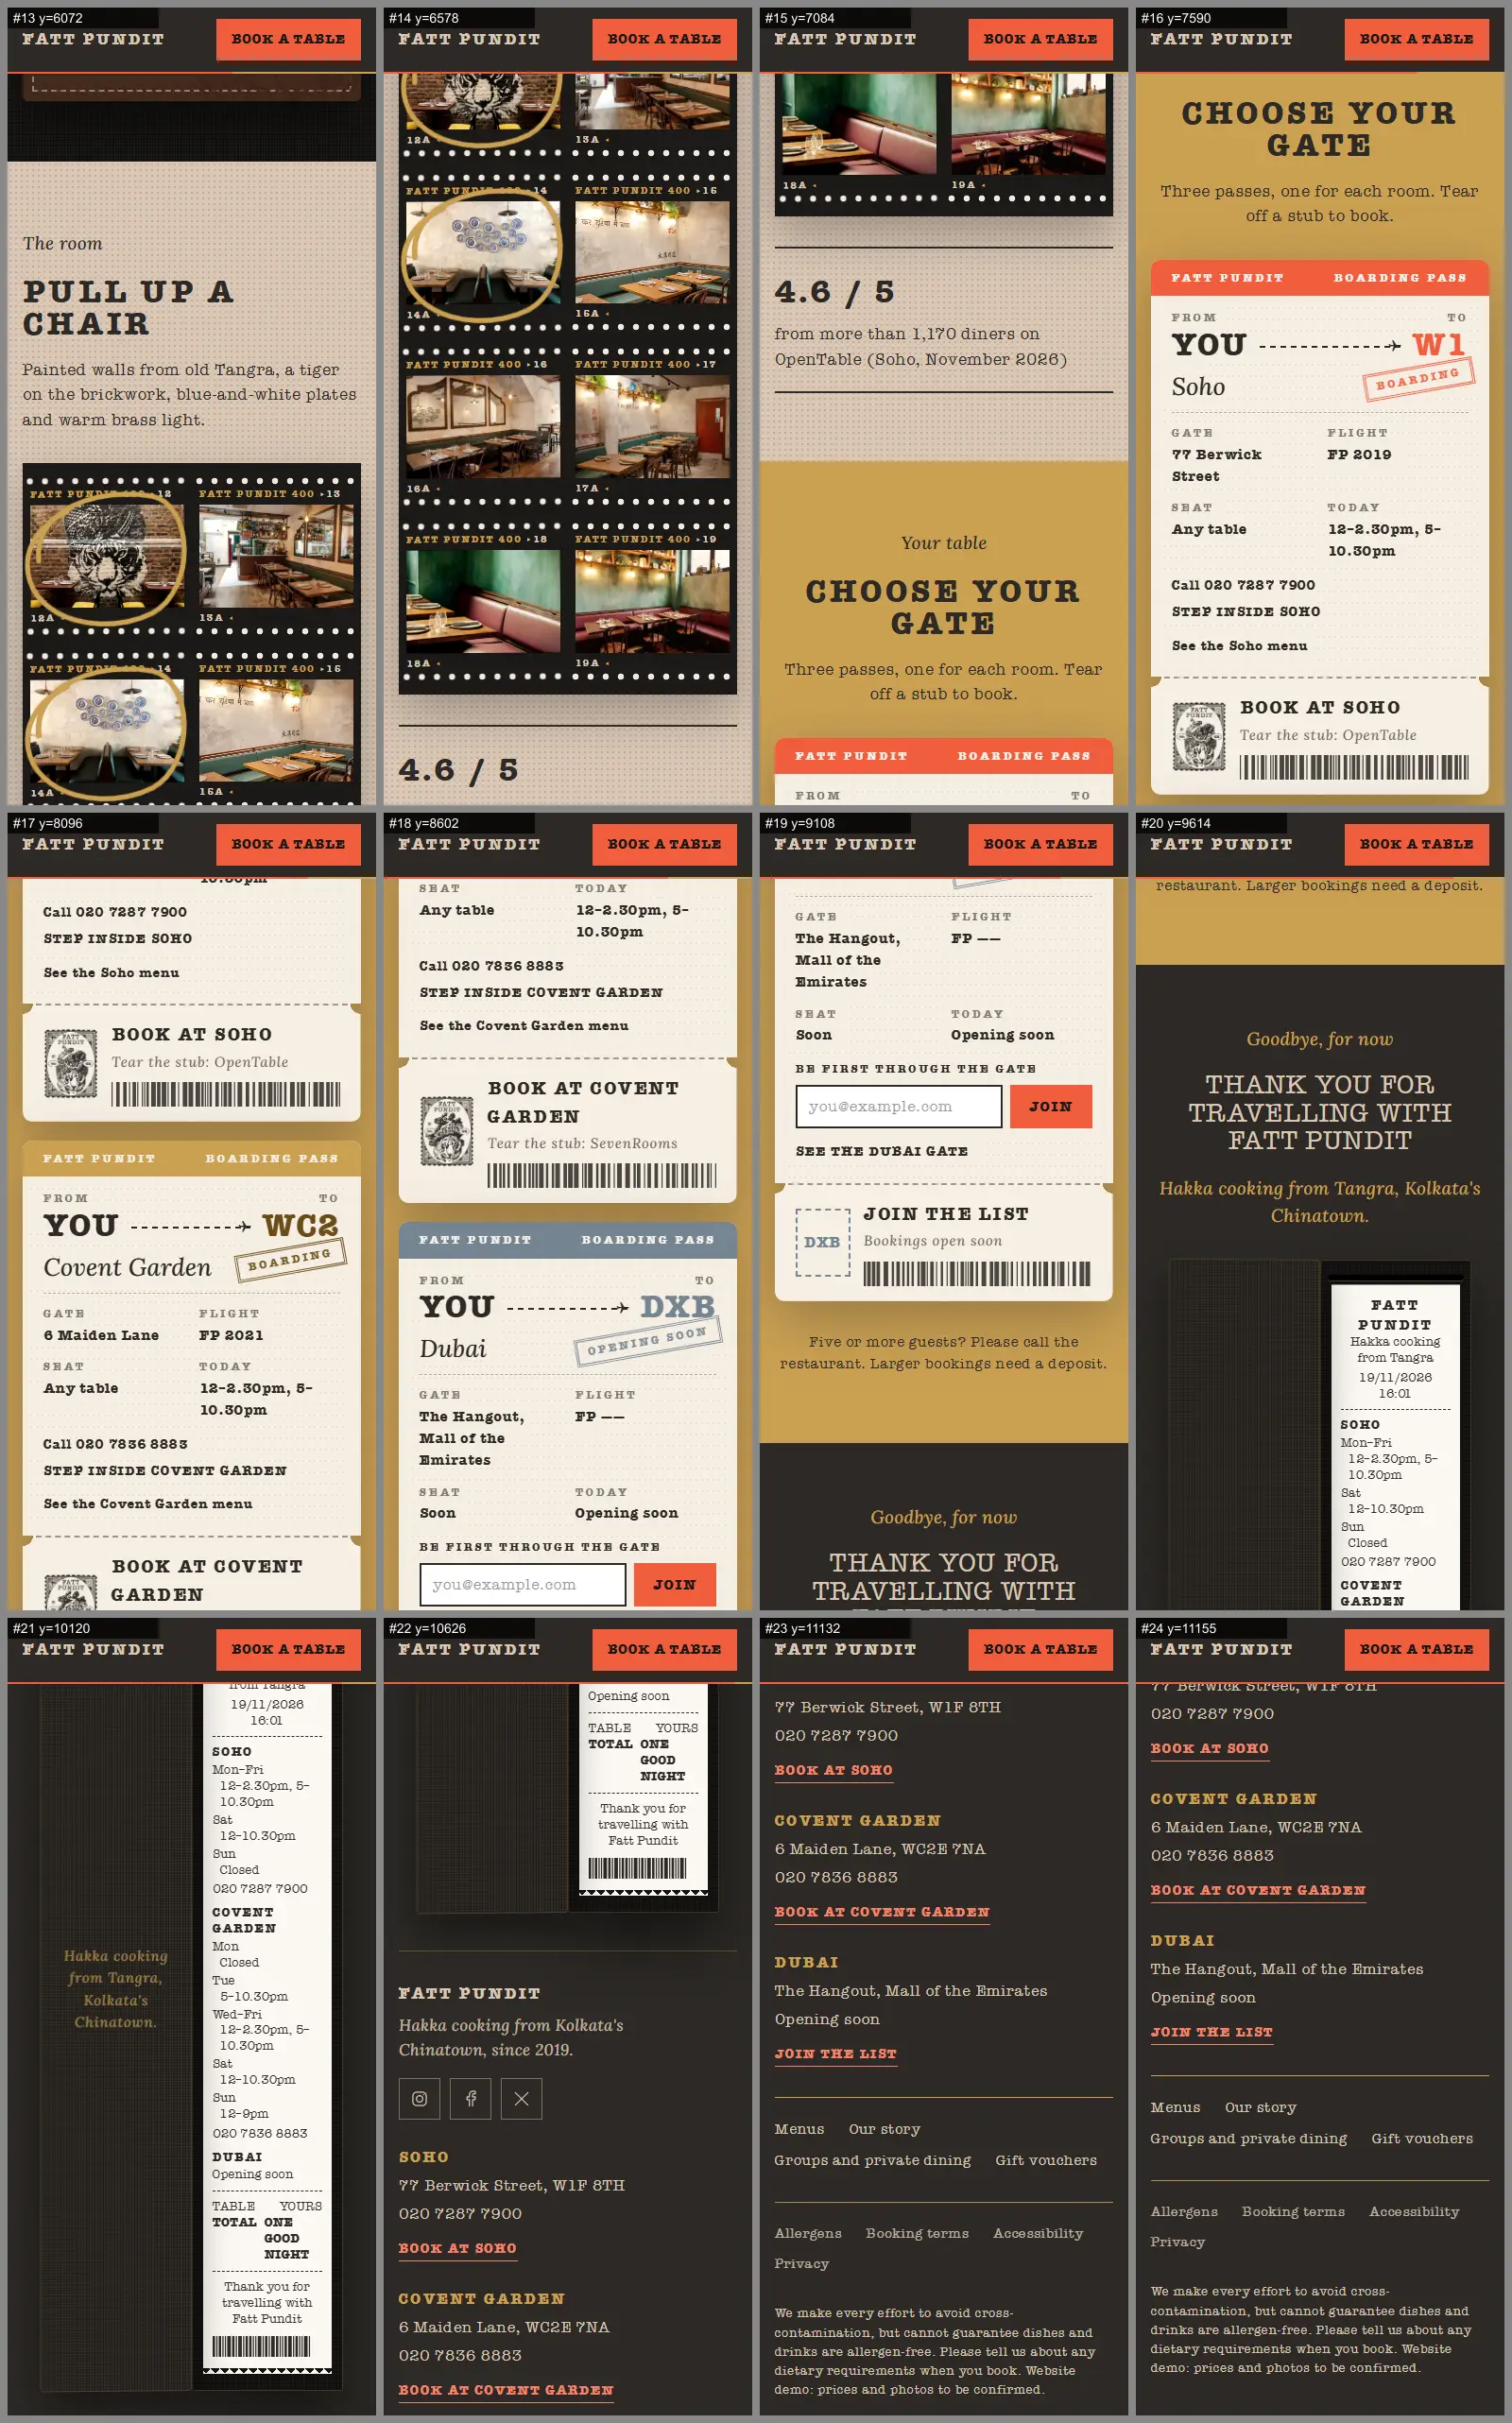 #13 y=6072
FATT PUNDIT
BOOK A TABLE
The room
PULL UP A
CHAIR
Painted walls from old Tangra, a tiger
on the brickwork, blue-and-white plates
and warm brass light.
FATT PUNDIT 400 12
FATT PUNDIT 400 13
12A
13A
FATT PUNDIT 400 14
FATT PUNDIT 400 15
14A
15A
#14 y=6578
FATT PUNDIT
BOOK A TABLE
12A
13A
FATT PUNDIT 400 14
FATT PUNDIT 400 15
14A
15A
FATT PUNDIT 400 16
FATT PUNDIT 400 17
16A
17A
FATT PUNDIT 400 18
FATT PUNDIT 400 19
18A
19A
4.6 / 5
#15 y=7084
FATT PUNDIT
BOOK A TABLE
18A
19A
4.6 / 5
from more than 1,170 diners on
OpenTable (Soho, November 2026)
Your table
CHOOSE YOUR
GATE
Three passes, one for each room. Tear
off a stub to book.
FATT PUNDIT
BOARDING PASS
FROM
TO
#16 y=7590
FATT PUNDIT
BOOK A TABLE
CHOOSE YOUR
GATE
Three passes, one for each room. Tear
off a stub to book.
FATT PUNDIT
BOARDING PASS
FROM
TO
YOU
W1
Soho
BOARDING
GATE
FLIGHT
77 Berwick
Street
FP 2019
SEAT
TODAY
Any table
12-2.30pm, 5-
10.30pm
Call 020 7287 7900
STEP INSIDE SOHO
See the Soho menu
FATT
PUNDIT
BOOK AT SOHO
Tear the stub: OpenTable
#17 y=8096
FATT PUNDIT
BOOK A TABLE
10.30pm
Call 020 7287 7900
STEP INSIDE SOHO
See the Soho menu
FATT
PUNDIT
BOOK AT SOHO
Tear the stub: OpenTable
FATT PUNDIT
BOARDING PASS
FROM
TO
YOU
WC2
Covent Garden
BOARDING
GATE
FLIGHT
6 Maiden Lane
FP 2021
SEAT
TODAY
Any table
12-2.30pm, 5-
10.30pm
Call 020 7836 8883
STEP INSIDE COVENT GARDEN
See the Covent Garden menu
FATT
PUNDIT
BOOK AT COVENT
GARDEN
#18 y=8602
FATT PUNDIT
BOOK A TABLE
SEAT
TODAY
Any table
12-2.30pm, 5-
10.30pm
Call 020 7836 8883
STEP INSIDE COVENT GARDEN
See the Covent Garden menu
FATT
PUNDIT
BOOK AT COVENT
GARDEN
Tear the stub: SevenRooms
FATT PUNDIT
BOARDING PASS
FROM
TO
YOU
DXB
Dubai
OPENING SOON
GATE
FLIGHT
The Hangout,
Mall of the
Emirates
FP ——
SEAT
TODAY
Soon
Opening soon
BE FIRST THROUGH THE GATE
you@example.com
JOIN
#19 y=9108
FATT PUNDIT
BOOK A TABLE
GATE
FLIGHT
The Hangout,
Mall of the
Emirates
FP ——
SEAT
TODAY
Soon
Opening soon
BE FIRST THROUGH THE GATE
you@example.com
JOIN
SEE THE DUBAI GATE
DXB
JOIN THE LIST
Bookings open soon
Five or more guests? Please call the
restaurant. Larger bookings need a deposit.
Goodbye, for now
THANK YOU FOR
TRAVELLING WITH
FATT PUNDIT
#20 y=9614
FATT PUNDIT
BOOK A TABLE
restaurant. Larger bookings need a deposit.
Goodbye, for now
THANK YOU FOR
TRAVELLING WITH
FATT PUNDIT
Hakka cooking from Tangra, Kolkata's
Chinatown.
FATT
PUNDIT
Hakka cooking
from Tangra
19/11/2026
16:01
SOHO
Mon-Fri
12-2.30pm, 5-
10.30pm
Sat
12-10.30pm
Sun
Closed
020 7287 7900
COVENT
GARDEN
#21 y=10120
FATT PUNDIT
BOOK A TABLE
Hakka cooking
from Tangra,
Kolkata's
Chinatown.
from Tangra
19/11/2026
16:01
SOHO
Mon-Fri
12-2.30pm, 5-
10.30pm
Sat
12-10.30pm
Sun
Closed
020 7287 7900
COVENT
GARDEN
Mon
Closed
Tue
5-10.30pm
Wed-Fri
12-2.30pm, 5-
10.30pm
Sat
12-10.30pm
Sun
12-9pm
020 7836 8883
DUBAI
Opening soon
TABLE YOURS
TOTAL ONE
GOOD
NIGHT
Thank you for
travelling with
Fatt Pundit
#22 y=10626
FATT PUNDIT
BOOK A TABLE
Opening soon
TABLE YOURS
TOTAL ONE
GOOD
NIGHT
Thank you for
travelling with
Fatt Pundit
FATT PUNDIT
Hakka cooking from Kolkata's
Chinatown, since 2019.
SOHO
77 Berwick Street, W1F 8TH
020 7287 7900
BOOK AT SOHO
COVENT GARDEN
6 Maiden Lane, WC2E 7NA
020 7836 8883
BOOK AT COVENT GARDEN
#23 y=11132
FATT PUNDIT
BOOK A TABLE
77 Berwick Street, W1F 8TH
020 7287 7900
BOOK AT SOHO
COVENT GARDEN
6 Maiden Lane, WC2E 7NA
020 7836 8883
BOOK AT COVENT GARDEN
DUBAI
The Hangout, Mall of the Emirates
Opening soon
JOIN THE LIST
Menus
Our story
Groups and private dining
Gift vouchers
Allergens
Booking terms
Accessibility
Privacy
We make every effort to avoid cross-
contamination, but cannot guarantee dishes and
drinks are allergen-free. Please tell us about any
dietary requirements when you book. Website
demo: prices and photos to be confirmed.
#24 y=11155
FATT PUNDIT
BOOK A TABLE
77 Berwick Street, W1F 8TH
020 7287 7900
BOOK AT SOHO
COVENT GARDEN
6 Maiden Lane, WC2E 7NA
020 7836 8883
BOOK AT COVENT GARDEN
DUBAI
The Hangout, Mall of the Emirates
Opening soon
JOIN THE LIST
Menus
Our story
Groups and private dining
Gift vouchers
Allergens
Booking terms
Accessibility
Privacy
We make every effort to avoid cross-
contamination, but cannot guarantee dishes and
drinks are allergen-free. Please tell us about any
dietary requirements when you book. Website
demo: prices and photos to be confirmed.